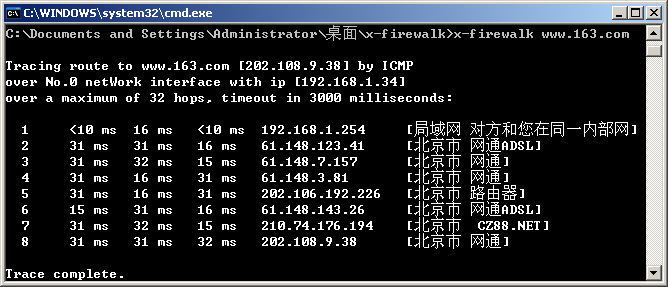 C:\WINDOWS\system32\cmd.exe
C:\Documents and Settings\Administrator\桌面\x-firewalk>x-firewalk www.163.com
Tracing route to www.163.com [202.108.9.38] by ICMP
over No.0 netWork interface with ip [192.168.1.34]
over a maximum of 32 hops, timeout in 3000 milliseconds:
1 <10 ms 16 ms <10 ms 192.168.1.254 [局域网 对方和您在同一内部网]
2 31 ms 31 ms 16 ms 61.148.123.41 [北京市 网通ADSL]
3 31 ms 32 ms 15 ms 61.148.7.157 [北京市 网通]
4 31 ms 16 ms 31 ms 61.148.3.81 [北京市 网通]
5 31 ms 31 ms 16 ms 202.106.192.226 [北京市 路由器]
6 15 ms 31 ms 16 ms 61.148.143.26 [北京市 网通ADSL]
7 31 ms 32 ms 15 ms 210.74.176.194 [北京市 CZ88.NET]
8 31 ms 31 ms 32 ms 202.108.9.38 [北京市 网通]
Trace complete.